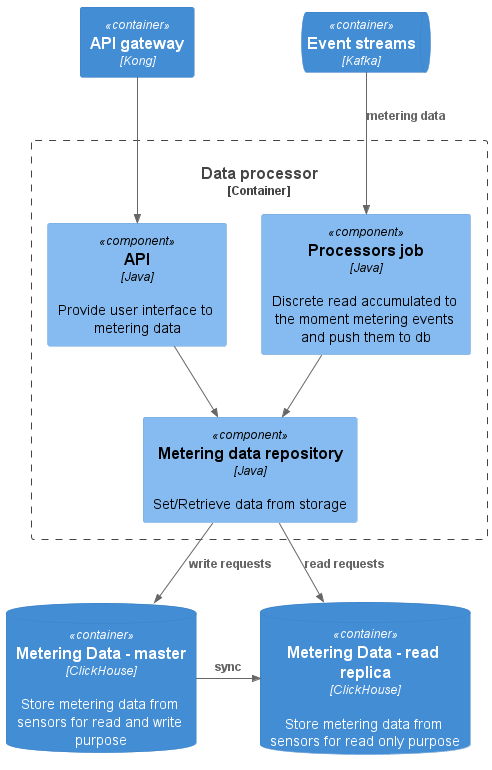 «container»
API gateway
[Kong]
«container»
Event streams
[Kafka]
metering data
Data processor
[Container]
«component»
API
[Java]
Provide user interface to
metering data
«component»
Processors job
[Java]
Discrete read accumulated to
the moment metering events
and push them to db
«component»
Metering data repository
[Java]
Set/Retrieve data from storage
write requests
read requests
«container»
Metering Data - master
[ClickHouse]
Store metering data from
sensors for read and write
purpose
sync
«container»
Metering Data - read
replica
[ClickHouse]
Store metering data from
sensors for read only purpose